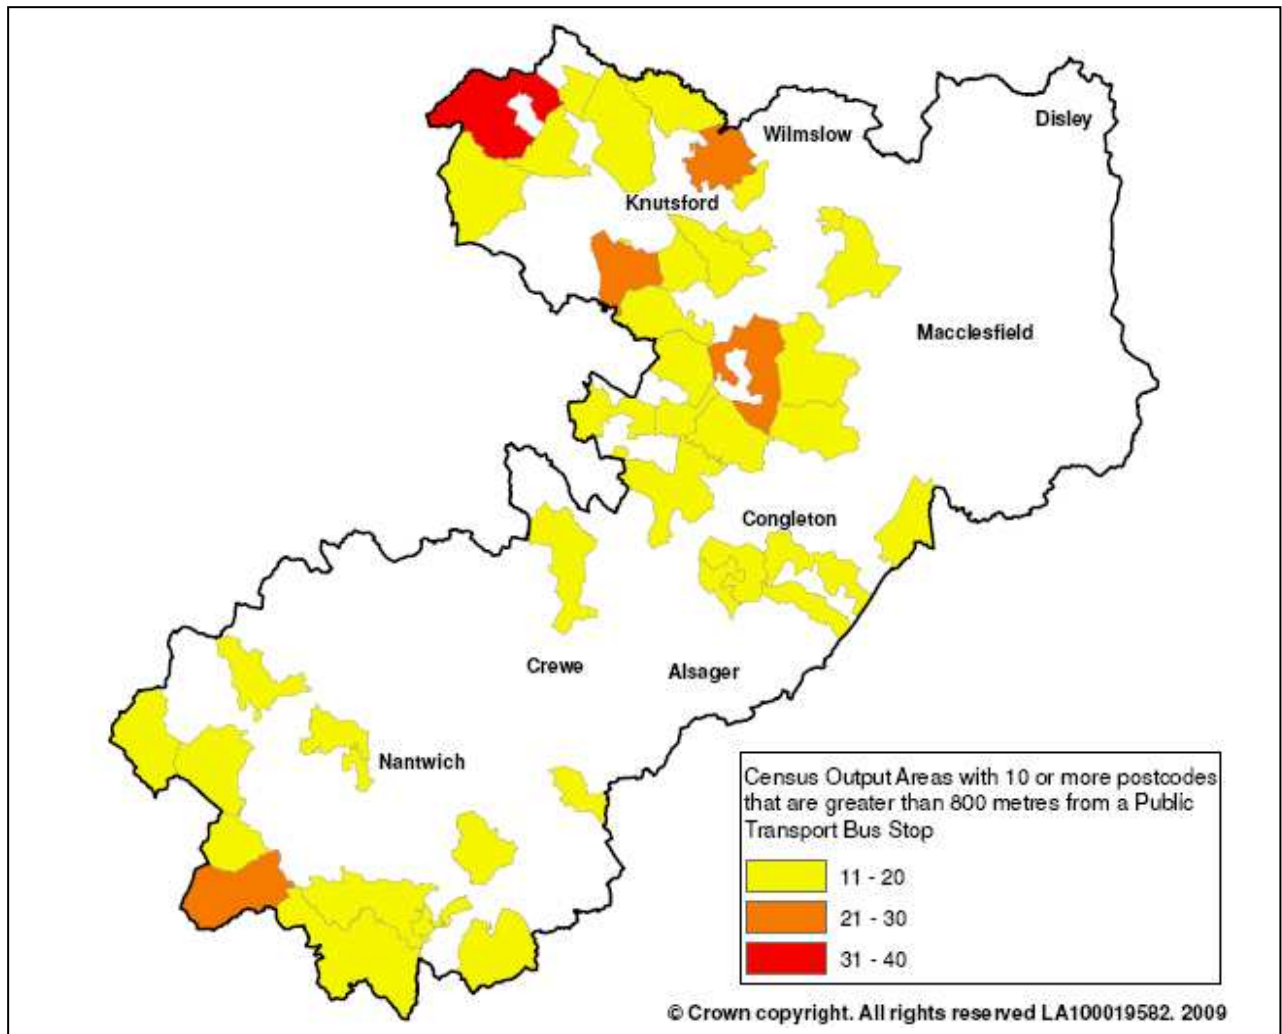 Disley
Wilmslow
Knutsford
Macclesfield
Congleton
Crewe
Alsager
Nantwich
Census Output Areas with 10 or more postcodes
that are greater than 800 metres from a Public
Transport Bus Stop
11 - 20
21 - 30
31 - 40
© Crown copyright. All rights reserved LA100019582. 2009